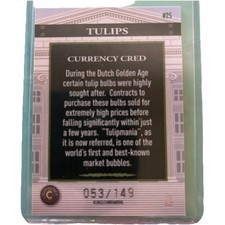 #25
TULIPS
CURRENCY CRED
During the Dutch Golden Age
certain tulip bulbs were highly
sought after. Contracts to
purchase these bulbs sold for
extremely high prices before
falling significantly within just
a few years. "Tulipmania", as
it is now referred, is one of the
world's first and best-known
market bubbles.
053/149